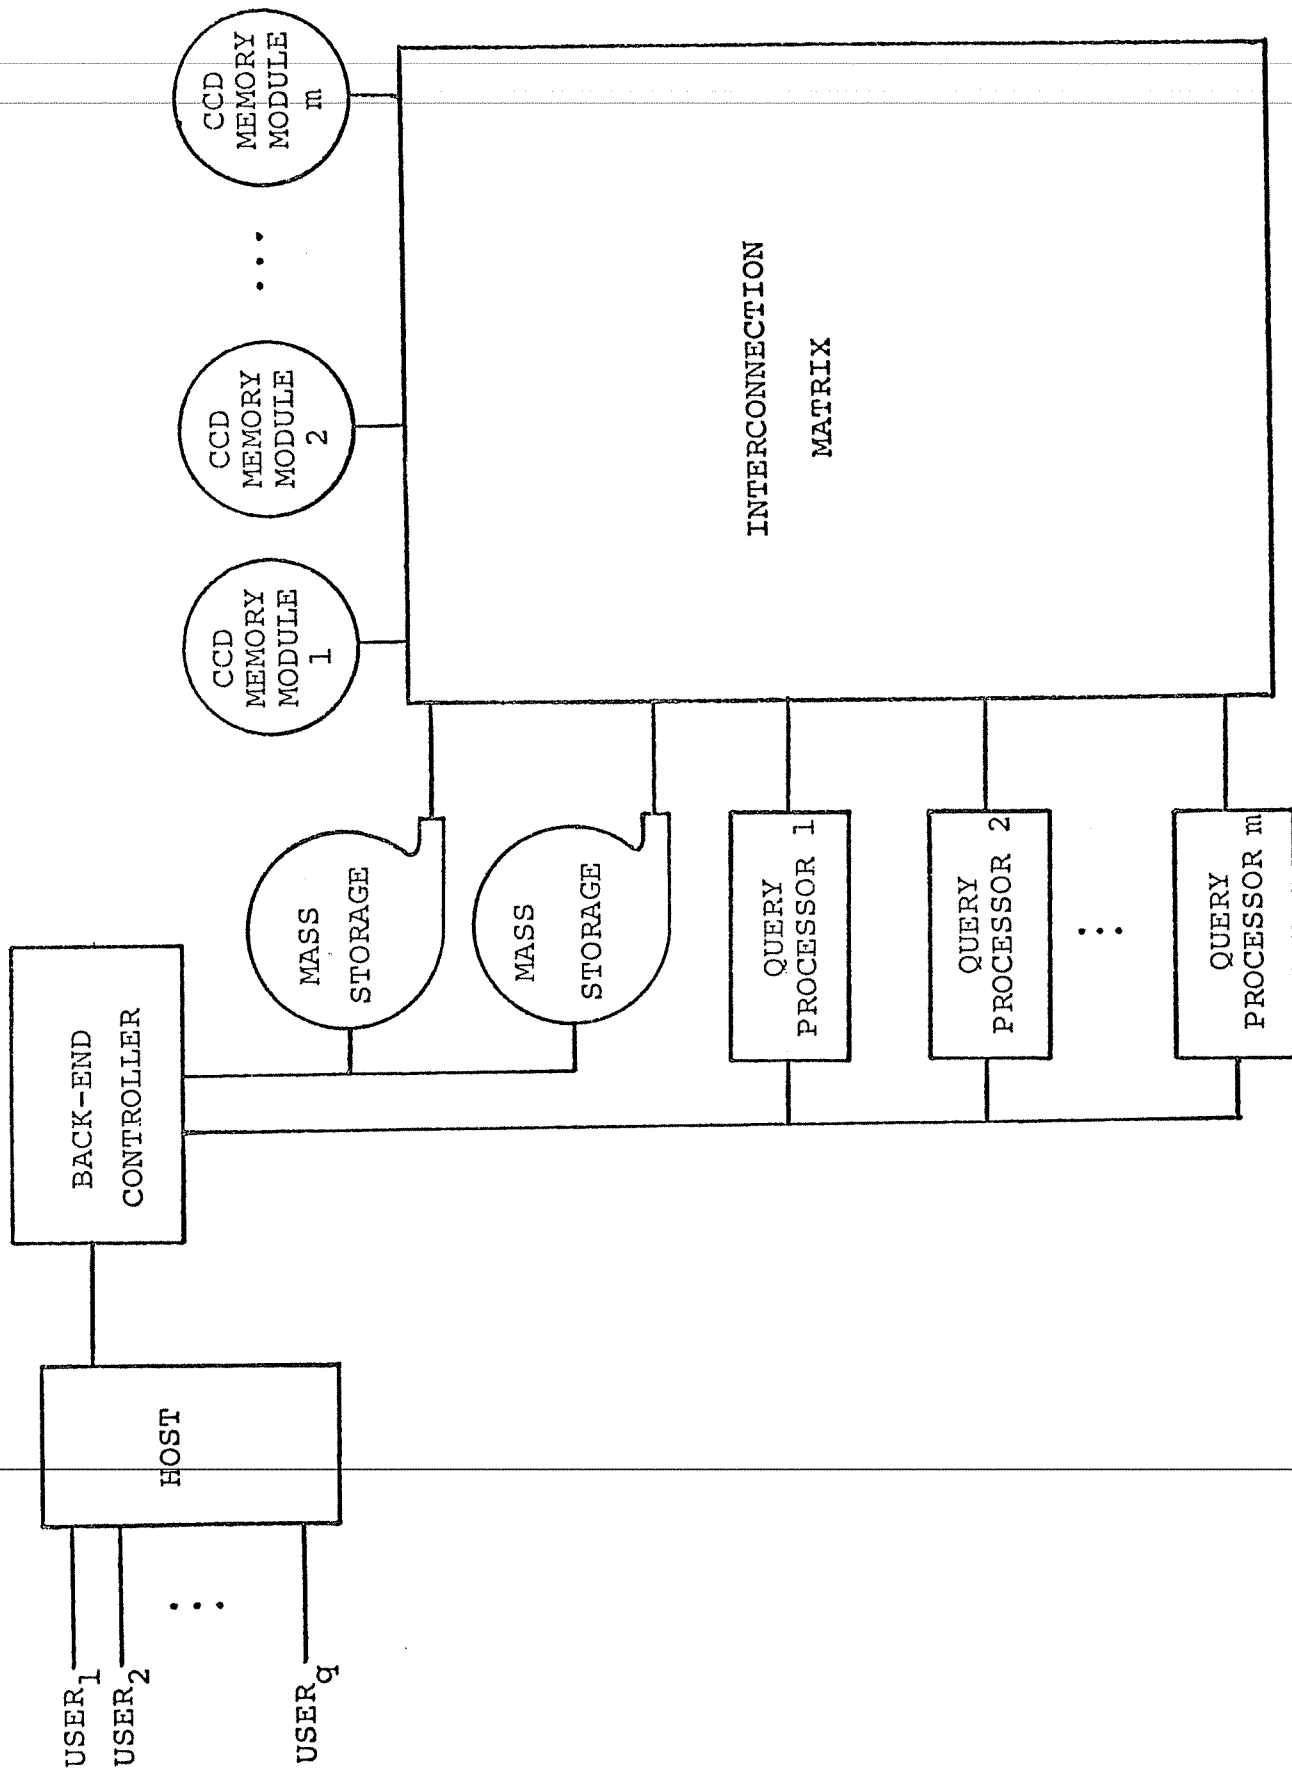 USER1
USER2
...
USERq
HOST
BACK-END
CONTROLLER
MASS
STORAGE
MASS
STORAGE
QUERY
PROCESSOR 1
QUERY
PROCESSOR 2
...
QUERY
PROCESSOR m
CCD
MEMORY
MODULE
1
CCD
MEMORY
MODULE
2
...
CCD
MEMORY
MODULE
m
INTERCONNECTION
MATRIX